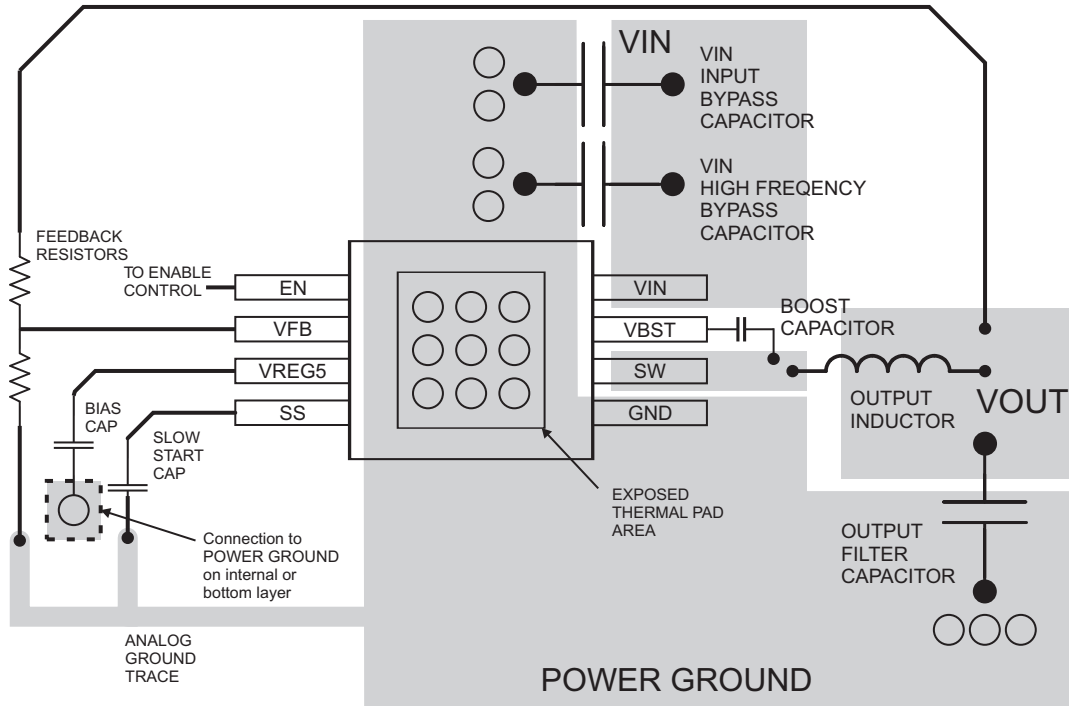 VIN
VIN
INPUT
BYPASS
CAPACITOR
VIN
HIGH FREQENCY
BYPASS
CAPACITOR
FEEDBACK
RESISTORS
TO ENABLE
CONTROL
EN
VFB
VREG5
SS
VIN
VBST
SW
GND
BOOST
CAPACITOR
OUTPUT
INDUCTOR
VOUT
BIAS
CAP
SLOW
START
CAP
EXPOSED
THERMAL PAD
AREA
Connection to
POWER GROUND
on internal or
bottom layer
OUTPUT
FILTER
CAPACITOR
ANALOG
GROUND
TRACE
POWER GROUND